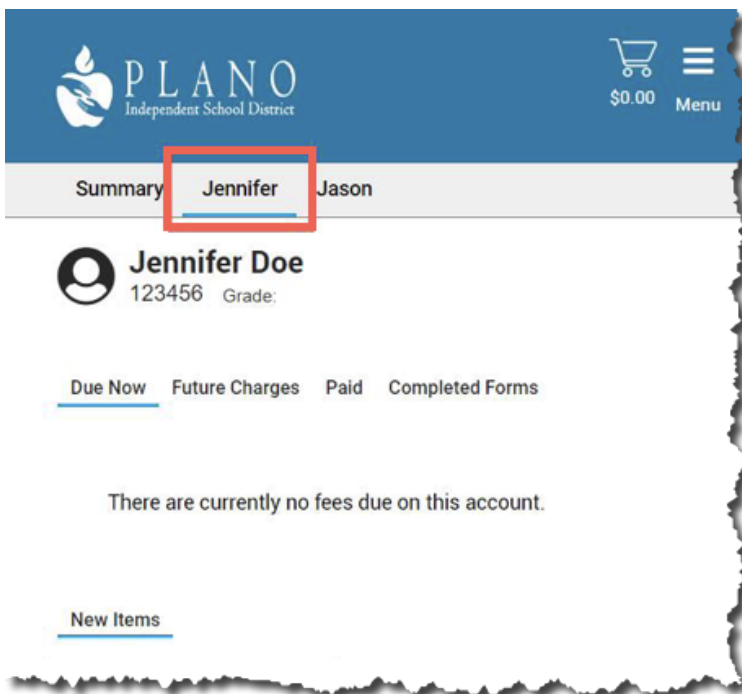 PLANO
Independent School District
$0.00 Menu
Summary Jennifer Jason
Jennifer Doe
123456 Grade:
Due Now Future Charges Paid Completed Forms
There are currently no fees due on this account.
New Items